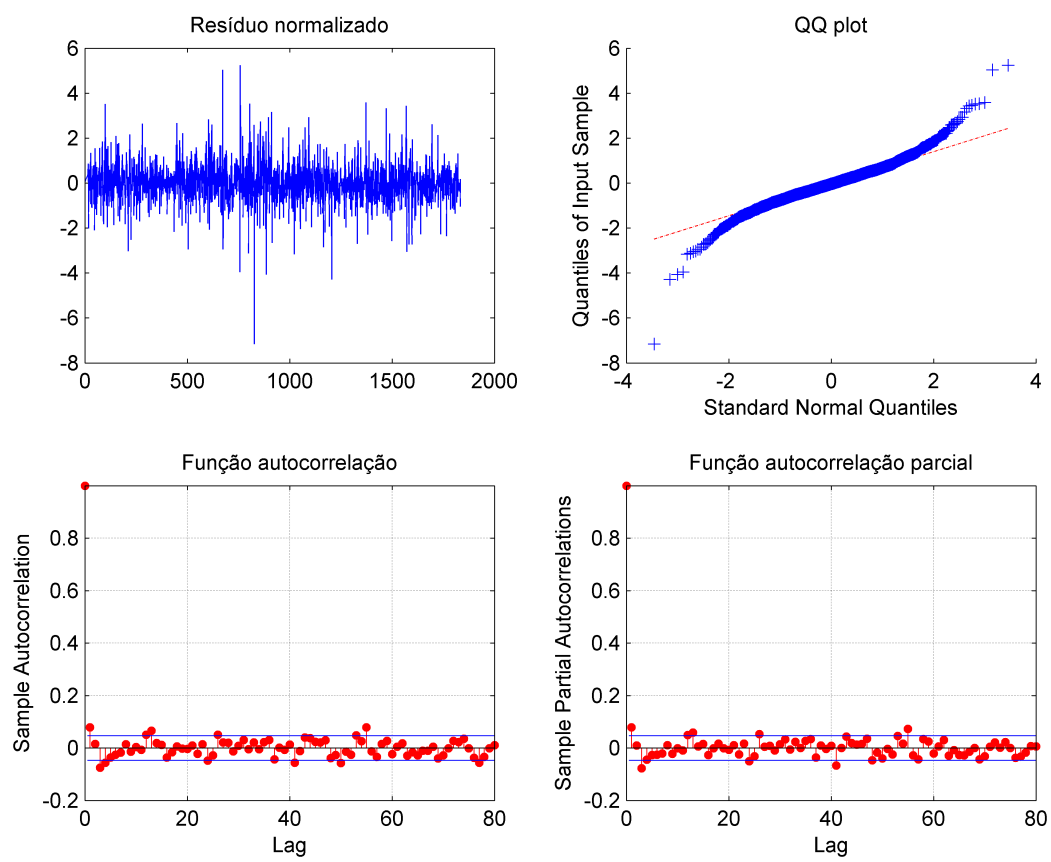 Resíduo normalizado
6
4
2
0
-2
-4
-6
-8
0 500 1000 1500 2000
QQ plot
Quantiles of Input Sample
6
4
2
0
-2
-4
-6
-8
-4 -2 0 2 4
Standard Normal Quantiles
Função autocorrelação
Sample Autocorrelation
0.8
0.6
0.4
0.2
0
-0.2
0 20 40 60 80
Lag
Função autocorrelação parcial
Sample Partial Autocorrelations
0.8
0.6
0.4
0.2
0
-0.2
0 20 40 60 80
Lag